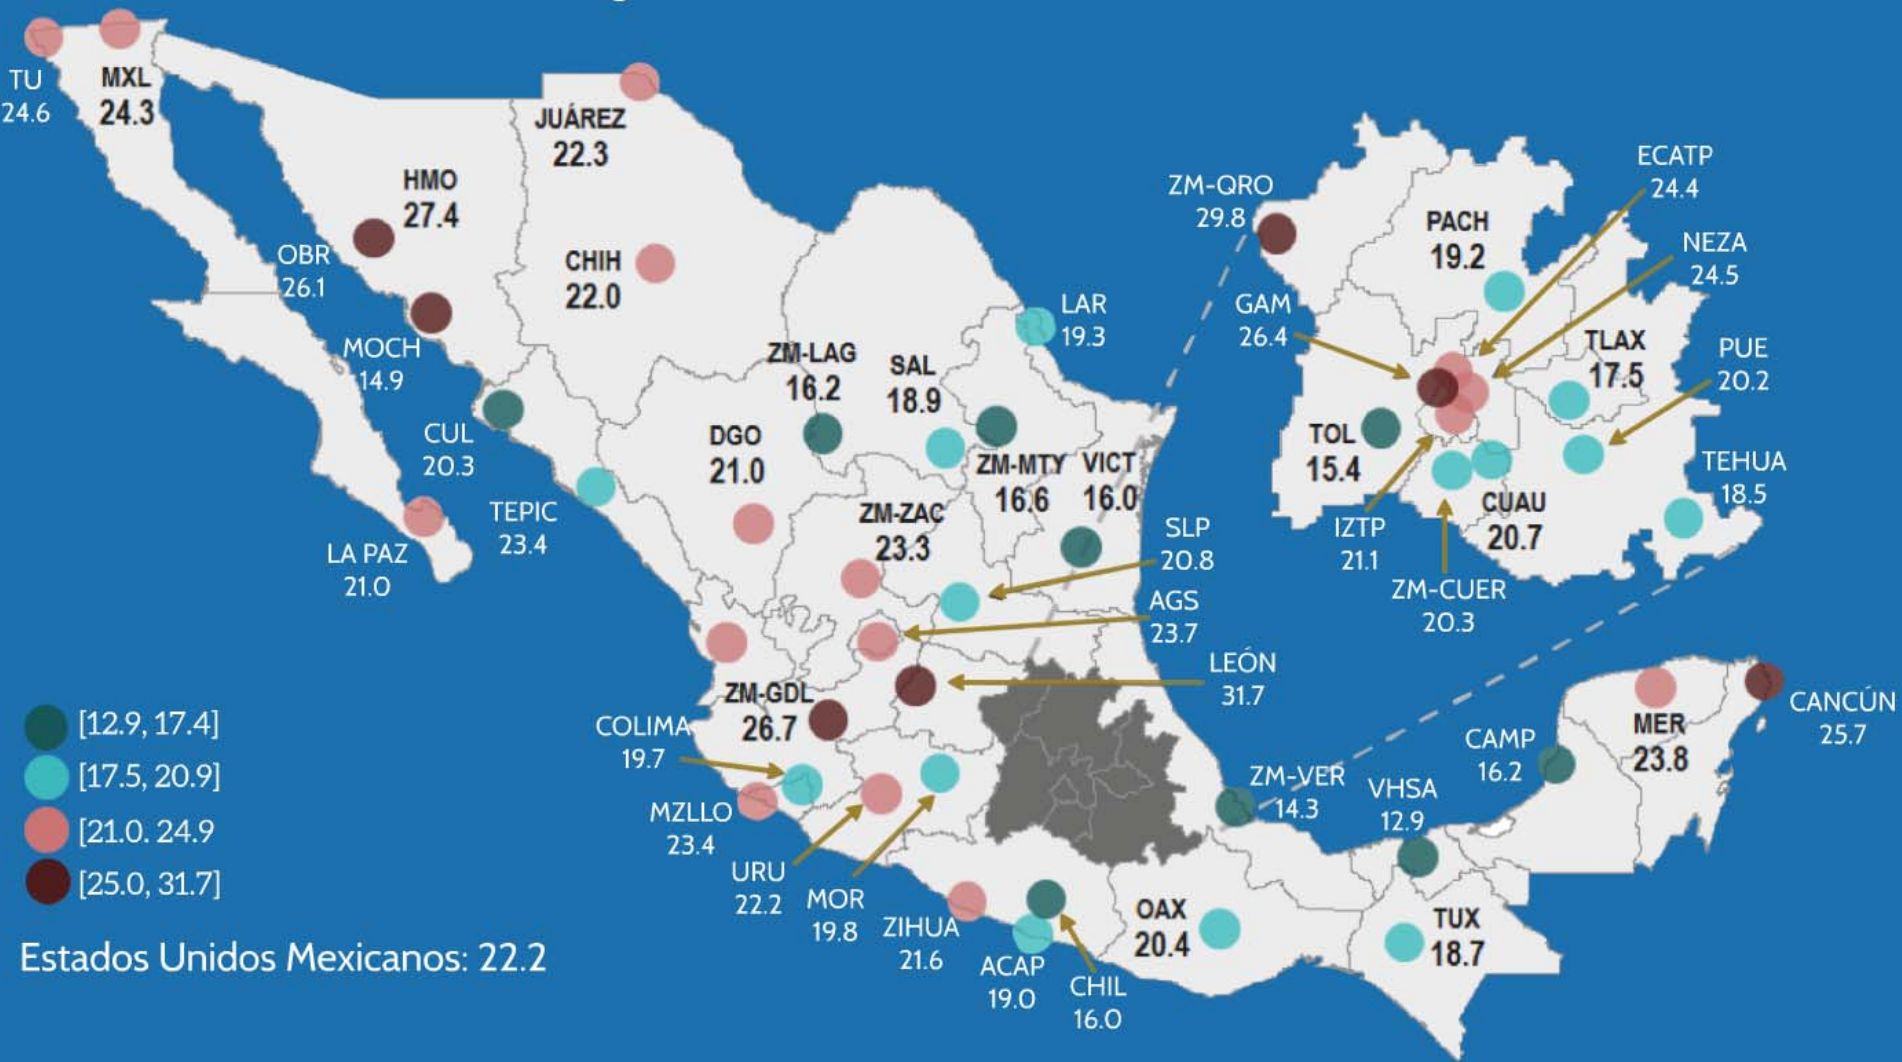 TU
24.6
MXL
24.3
JUÁREZ
22.3
HMO
27.4
OBR
26.1
CHIH
22.0
MOCH
14.9
LAR
19.3
ZM-LAG
16.2
SAL
18.9
CUL
20.3
DGO
21.0
ZM-MTY
16.6
VICT
16.0
TEPIC
23.4
LA PAZ
21.0
ZM-ZAC
23.3
SLP
20.8
AGS
23.7
LEÓN
31.7
ZM-GDL
26.7
COLIMA
19.7
MZLLO
23.4
URU
22.2
MOR
19.8
ZIHUA
21.6
ACAP
19.0
CHIL
16.0
OAX
20.4
ZM-VER
14.3
VHSA
12.9
TUX
18.7
CAMP
16.2
MER
23.8
CANCÚN
25.7
ZM-QRO
29.8
PACH
19.2
ECATP
24.4
NEZA
24.5
GAM
26.4
TLAX
17.5
PUE
20.2
TOL
15.4
TEHUA
18.5
IZTP
21.1
CUAU
20.7
ZM-CUER
20.3
[12.9, 17.4]
[17.5, 20.9]
[21.0. 24.9
[25.0, 31.7]
Estados Unidos Mexicanos: 22.2